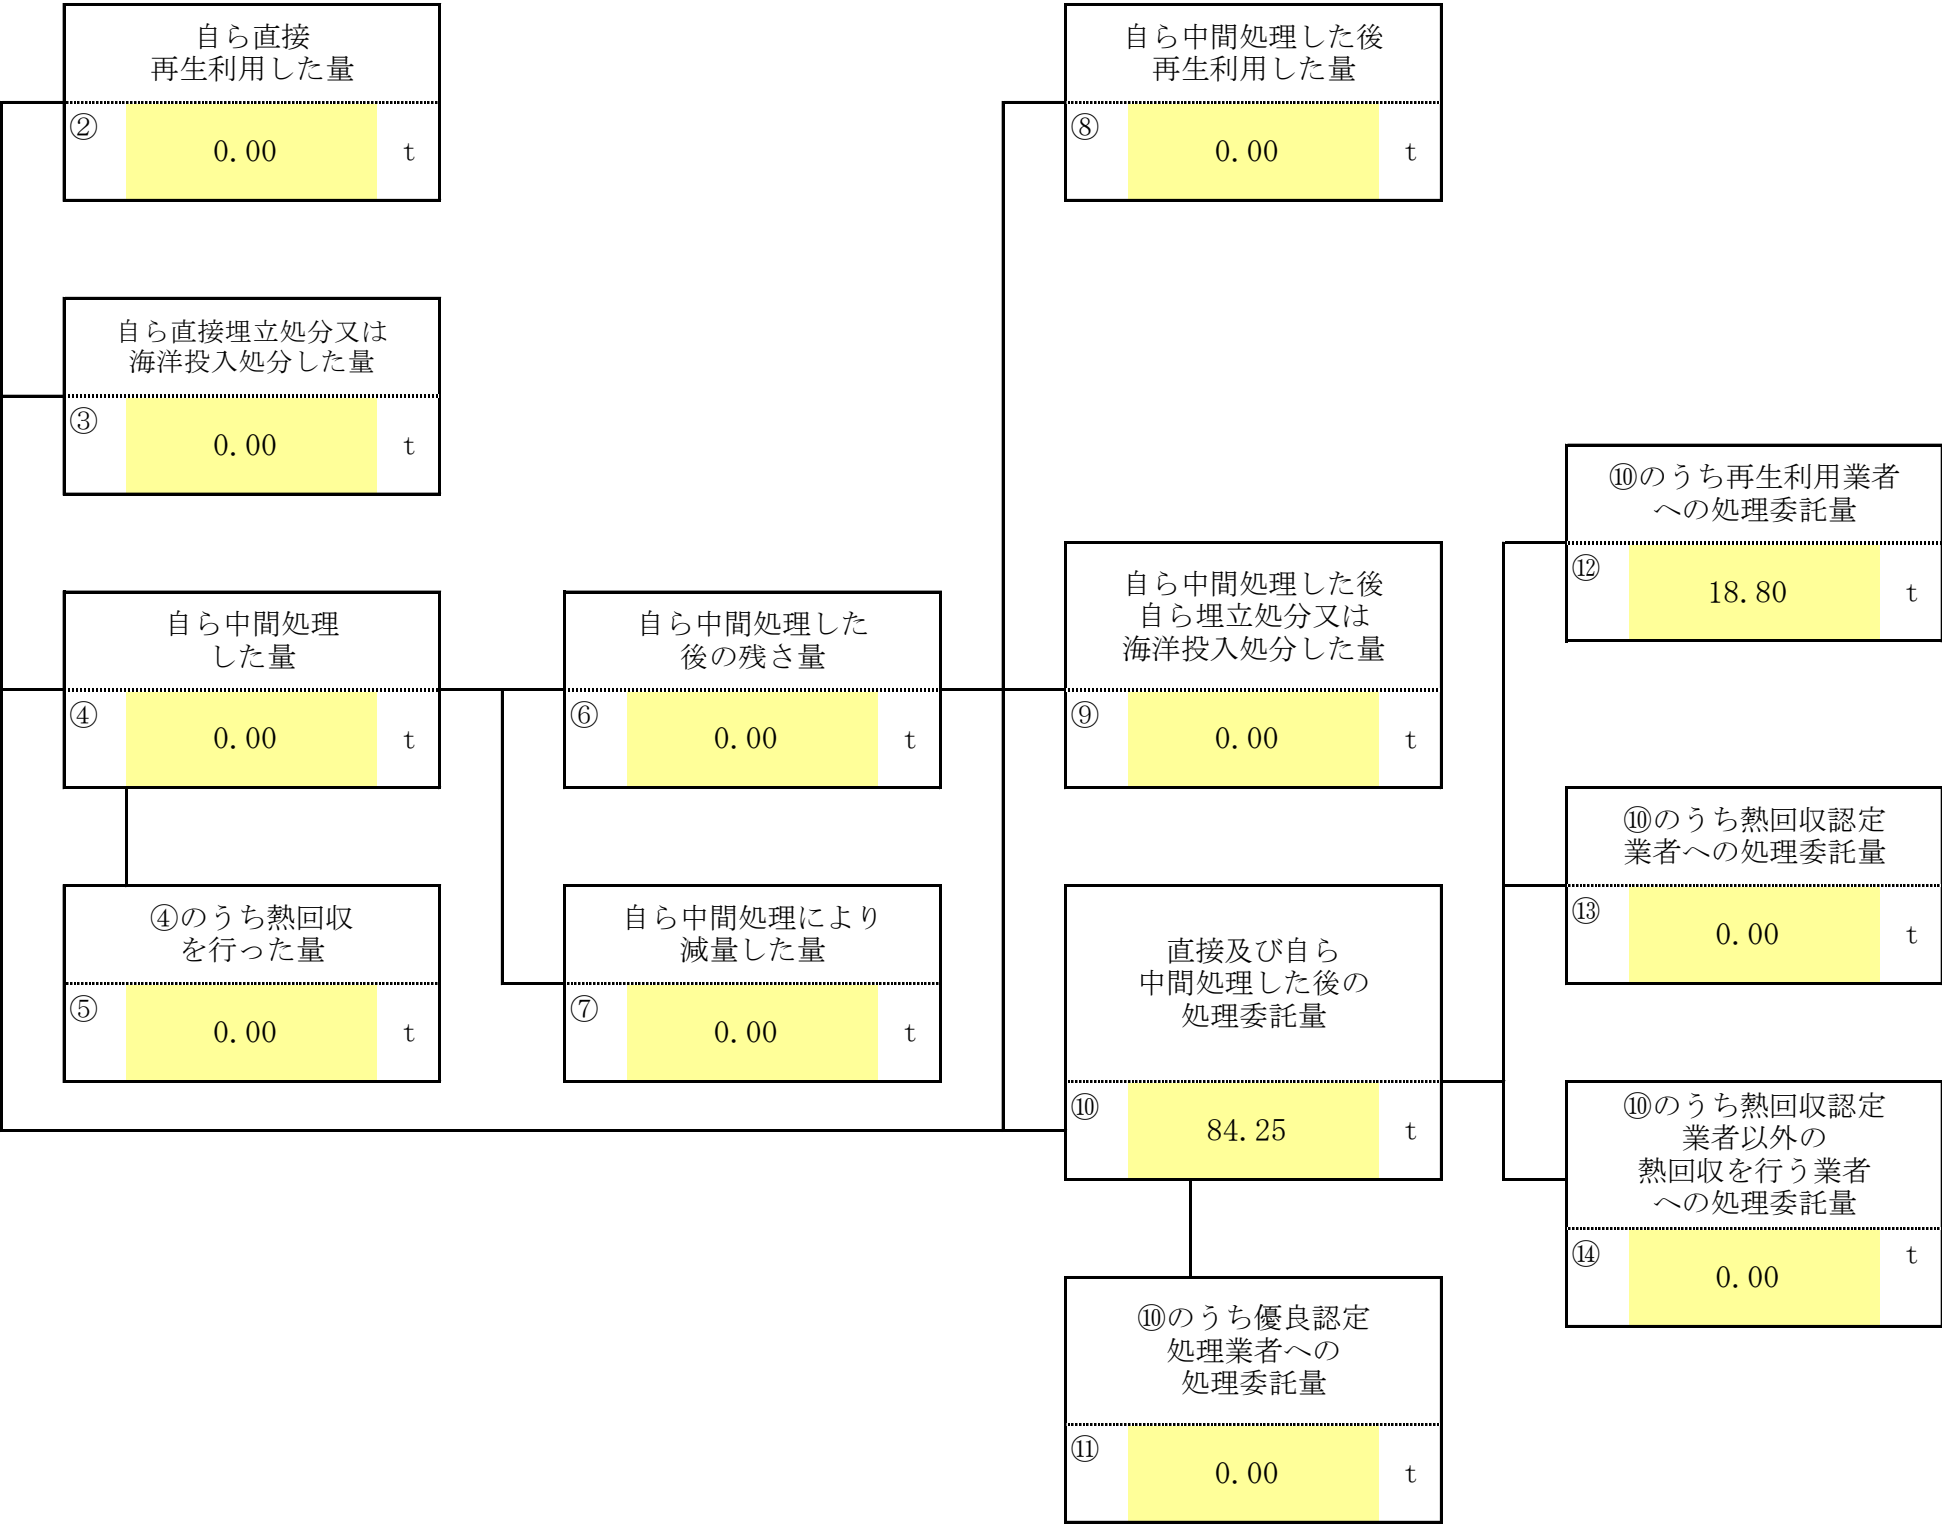 自ら直接
再生利用した量
②
0.00
t
自ら中間処理した後
再生利用した量
⑧
0.00
t
自ら直接埋立処分又は
海洋投入処分した量
③
0.00
t
⑩のうち再生利用業者
への処理委託量
⑫
18.80
t
自ら中間処理
した量
④
0.00
t
自ら中間処理した
後の残さ量
⑥
0.00
t
自ら中間処理した後
自ら埋立処分又は
海洋投入処分した量
⑨
0.00
t
⑩のうち熱回収認定
業者への処理委託量
⑬
0.00
t
④のうち熱回収
を行った量
⑤
0.00
t
自ら中間処理により
減量した量
⑦
0.00
t
直接及び自ら
中間処理した後の
処理委託量
⑩
84.25
t
⑩のうち熱回収認定
業者以外の
熱回収を行う業者
への処理委託量
⑭
0.00
t
⑩のうち優良認定
処理業者への
処理委託量
⑪
0.00
t